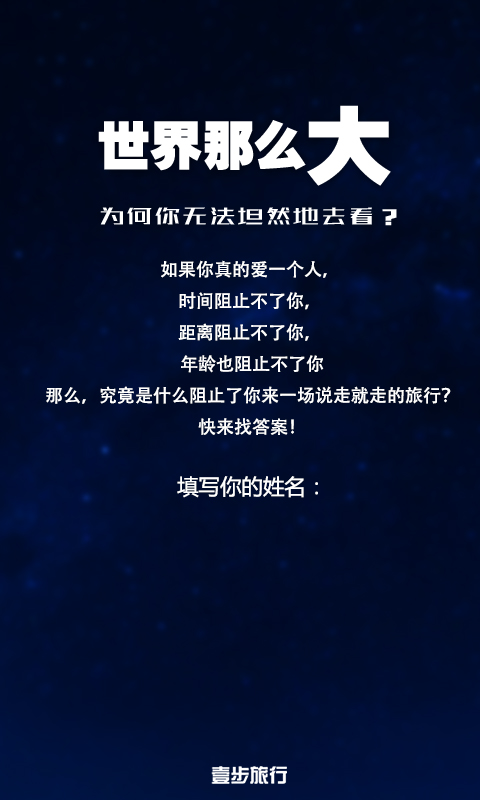 世界那么大
为何你无法坦然地去看？
如果你真的爱一个人,
时间阻止不了你,
距离阻止不了你,
年龄也阻止不了你
那么，究竟是什么阻止了你来一场说走就走的旅行?
快来找答案!
填写你的姓名：
壹步旅行